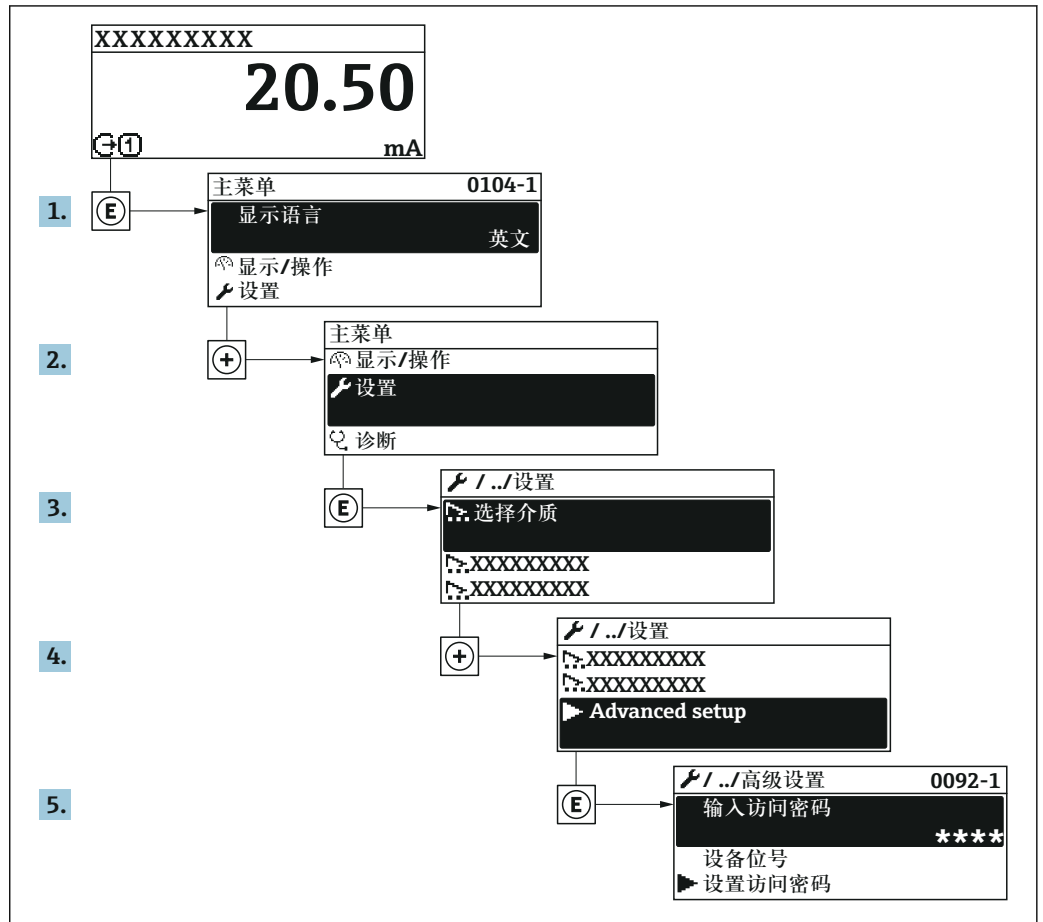 XXXXXXXXX
20.50
1
mA
1.
E
主菜单 0104-1
显示语言
英文
显示/操作
设置
2.
+
主菜单
显示/操作
设置
诊断
3.
E
/ ../设置
选择介质
XXXXXXXXX
XXXXXXXXX
4.
+
/ ../设置
XXXXXXXXX
XXXXXXXXX
Advanced setup
5.
E
/ ../高级设置 0092-1
输入访问密码
****
设备位号
设置访问密码